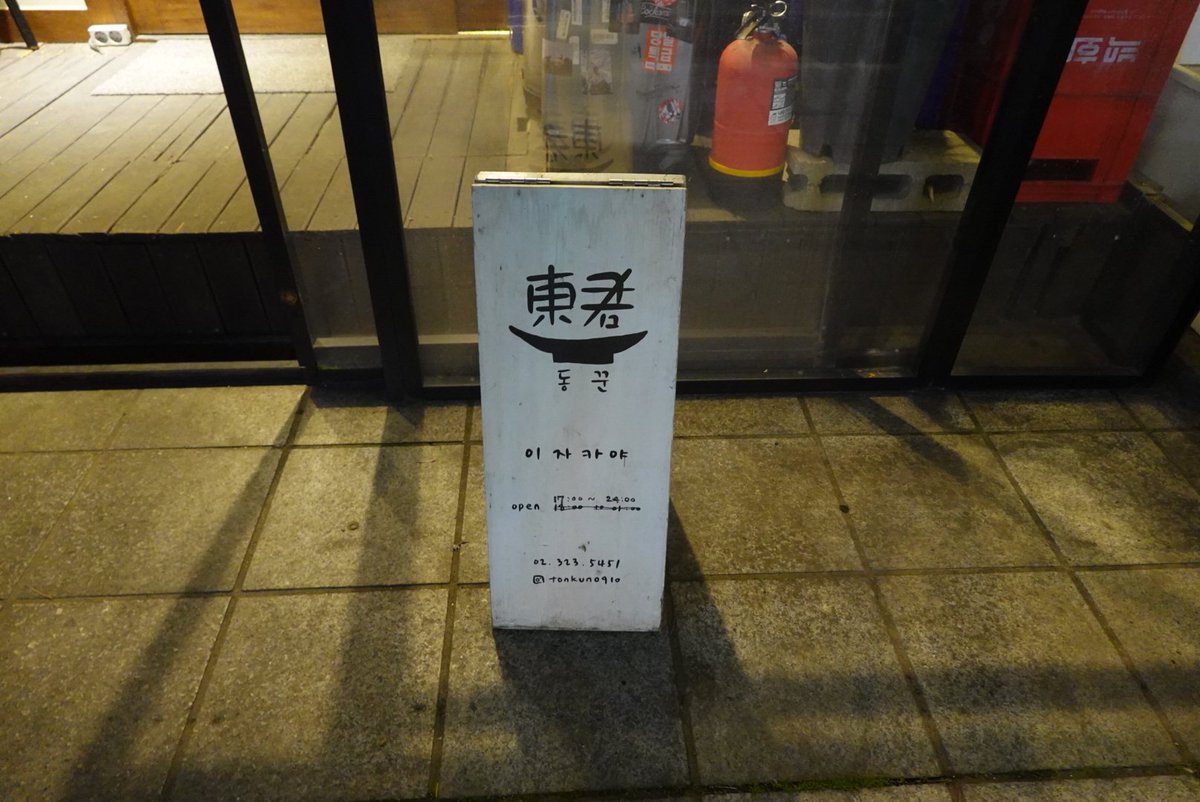 東君
동꾼
이자카야
17:00 ~ 24:00
open 18:00 to 01:00
02.323.5451
tonkun0910